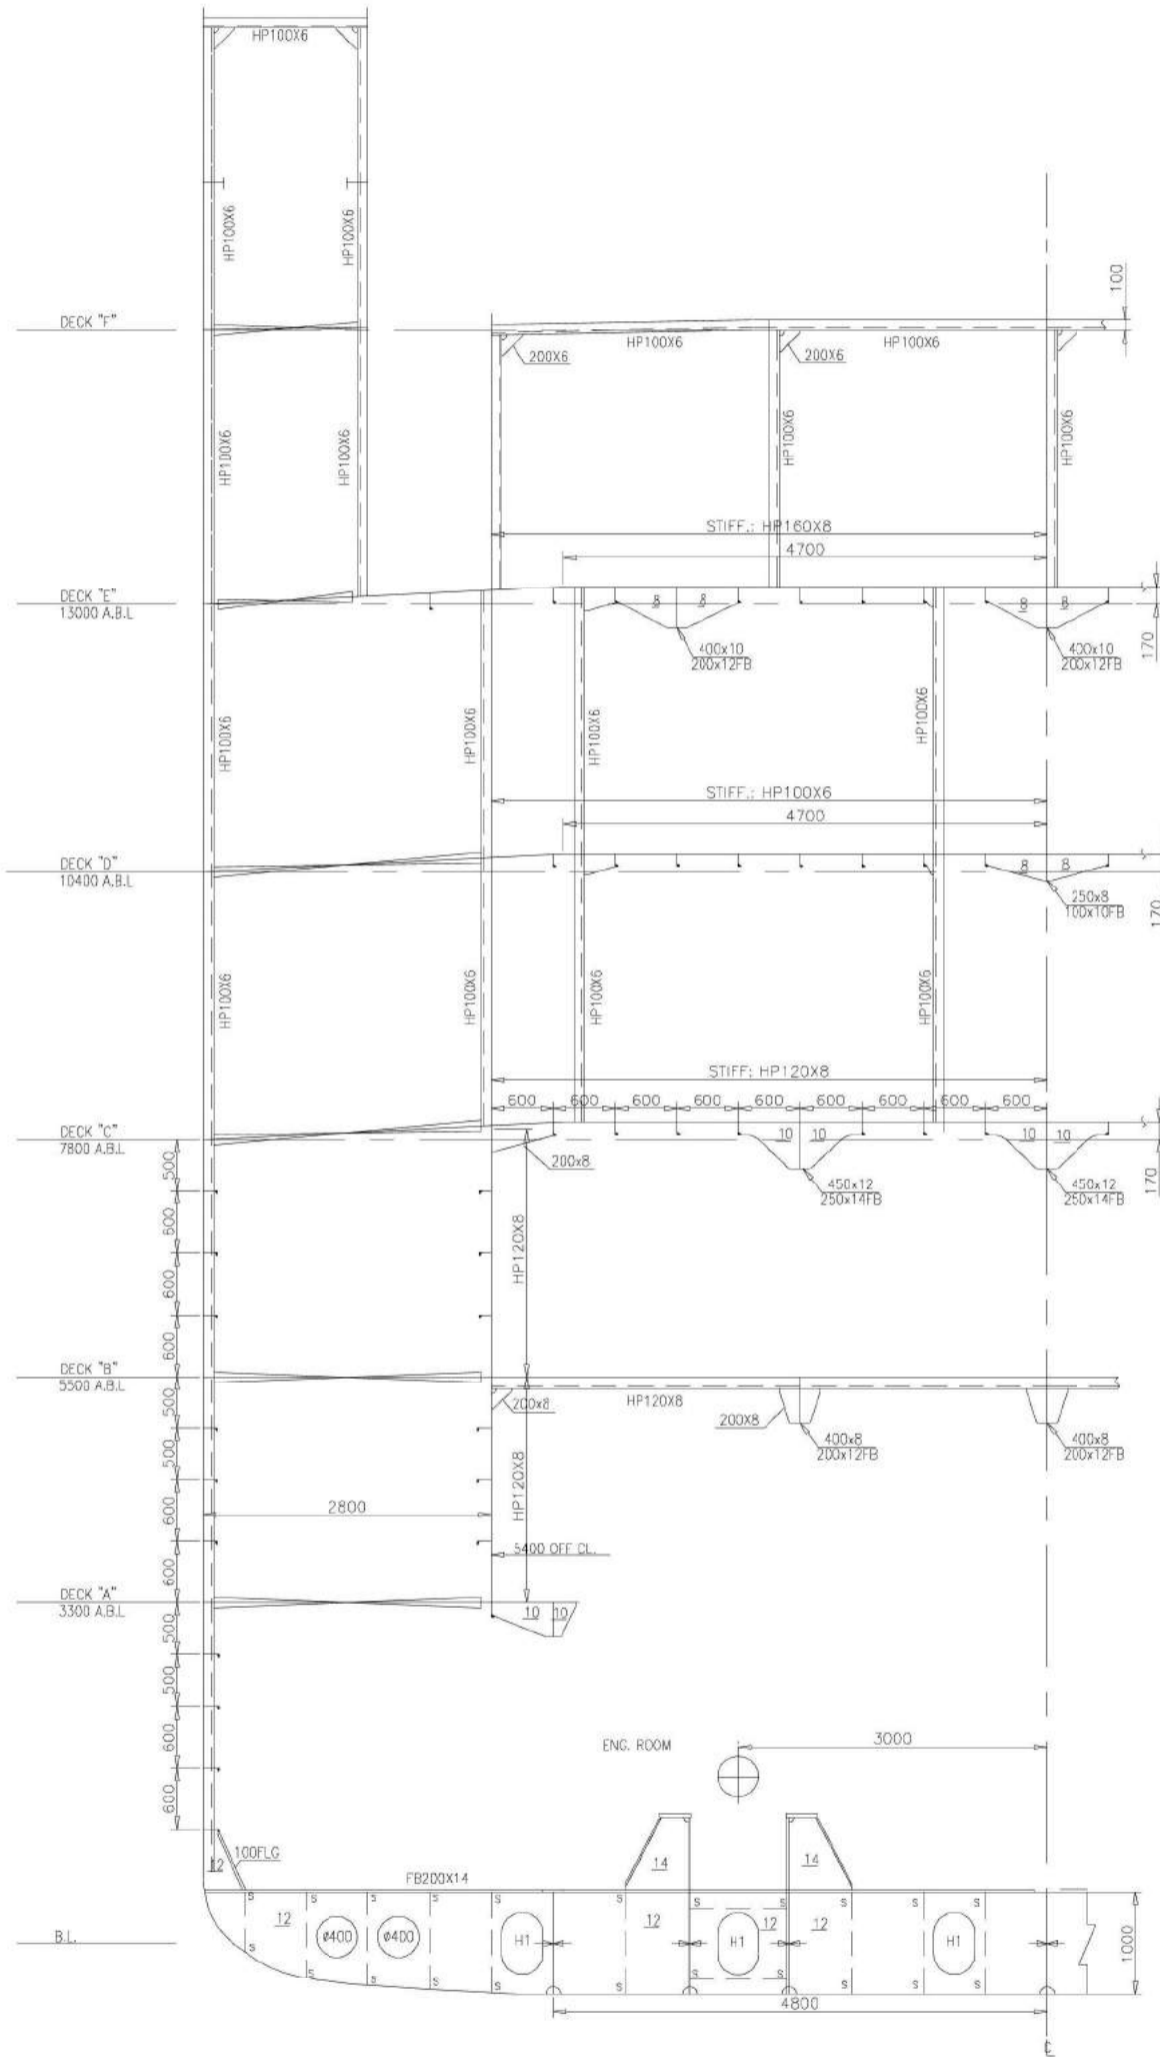 HP100X6
HP100X6
HP100X6
DECK "F"
100
HP100X6
HP100X6
200X6
200X6
HP100X6
HP100X6
HP100X6
HP100X6
STIFF.: HP160X8
4700
DECK "E"
13000 A.B.L
8
8
8
8
400x10
200x12FB
400x10
200x12FB
170
HP100X6
HP100X6
HP100X6
HP100X6
STIFF.: HP100X6
4700
DECK "D"
10400 A.B.L
8
8
250x8
100x10FB
170
HP100X6
HP100X6
HP100X6
HP100X6
STIFF: HP120X8
600
600
600
600
600
600
600
600
600
DECK "C"
7800 A.B.L
10
10
10
10
200x8
450x12
250x14FB
450x12
250x14FB
170
500
600
600
600
HP120X8
DECK "B"
5500 A.B.L
200x8
HP120X8
200X8
400x8
200x12FB
400x8
200x12FB
500
500
600
600
HP120X8
2800
5400 OFF CL.
DECK "A"
3300 A.B.L
10
10
500
500
600
600
ENG. ROOM
3000
12
100FLG
FB200X14
14
14
S
S
S
S
S
S
S
S
S
S
12
ø400
ø400
H1
12
12
H1
12
H1
B.L.
1000
S
S
S
S
S
S
S
S
S
S
4800